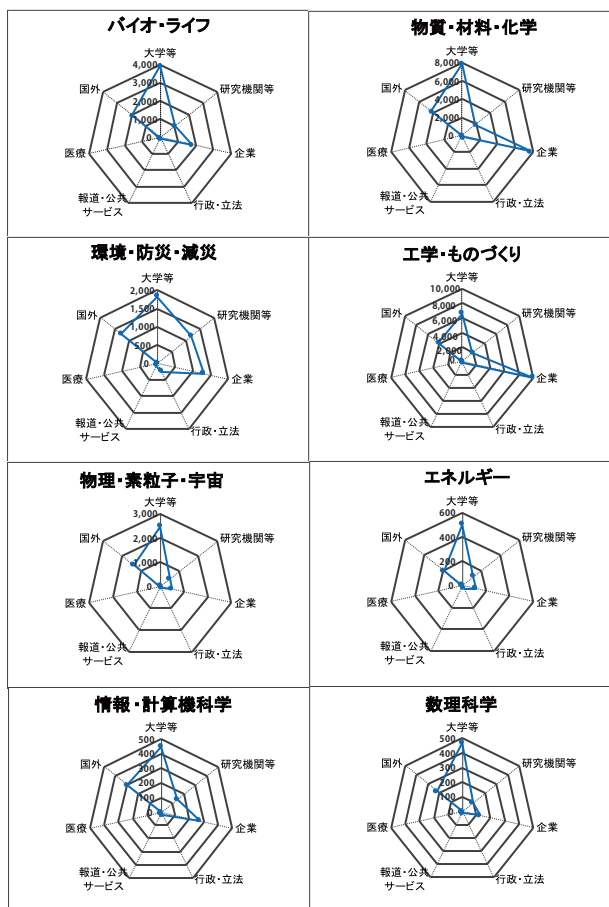 バイオ・ライフ
大学等
4,000
3,000
2,000
1,000
0
研究機関等
企業
行政・立法
報道・公共
サービス
医療
国外
物質・材料・化学
大学等
8,000
6,000
4,000
2,000
0
研究機関等
企業
行政・立法
報道・公共
サービス
医療
国外
環境・防災・減災
大学等
2,000
1,500
1,000
500
0
研究機関等
企業
行政・立法
報道・公共
サービス
医療
国外
工学・ものづくり
大学等
10,000
8,000
6,000
4,000
2,000
0
研究機関等
企業
行政・立法
報道・公共
サービス
医療
国外
物理・素粒子・宇宙
大学等
3,000
2,000
1,000
0
研究機関等
企業
行政・立法
報道・公共
サービス
医療
国外
エネルギー
大学等
600
400
200
0
研究機関等
企業
行政・立法
報道・公共
サービス
医療
国外
情報・計算機科学
大学等
500
400
300
200
100
0
研究機関等
企業
行政・立法
報道・公共
サービス
医療
国外
数理科学
大学等
500
400
300
200
100
0
研究機関等
企業
行政・立法
報道・公共
サービス
医療
国外